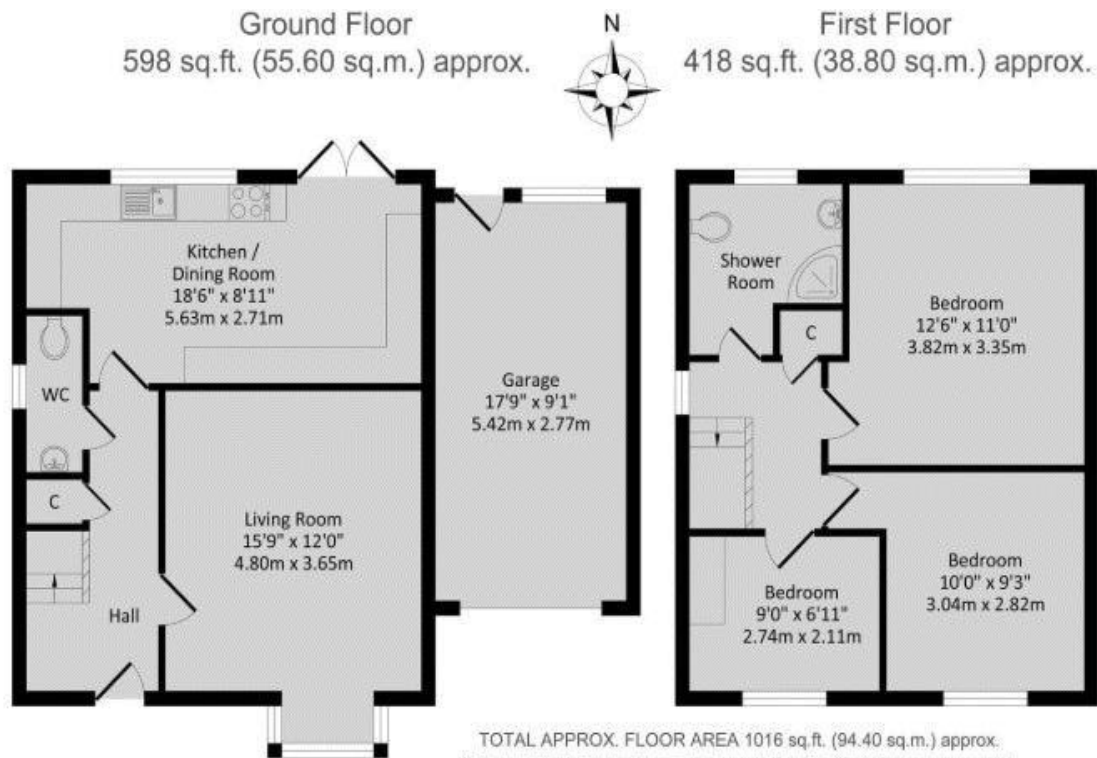 Ground Floor
598 sq.ft. (55.60 sq.m.) approx.
N
First Floor
418 sq.ft. (38.80 sq.m.) approx.
Kitchen /
Dining Room
18'6" x 8'11"
5.63m x 2.71m
WC
C
Living Room
15'9" x 12'0"
4.80m x 3.65m
Hall
Garage
17'9" x 9'1"
5.42m x 2.77m
Shower
Room
C
Bedroom
12'6" x 11'0"
3.82m x 3.35m
Bedroom
10'0" x 9'3"
3.04m x 2.82m
Bedroom
9'0" x 6'11"
2.74m x 2.11m
TOTAL APPROX. FLOOR AREA 1016 sq.ft. (94.40 sq.m.) approx.